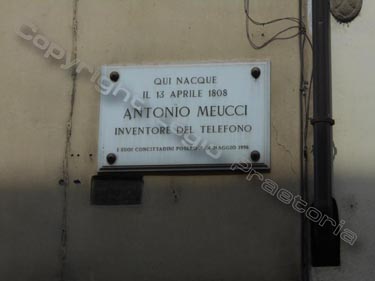 QUI NACQUE
IL 13 APRILE 1808
ANTONIO MEUCCI
INVENTORE DEL TELEFONO
I SUOI CONCITTADINI POSERO MAGGIO 1996
Copyright Praetoria